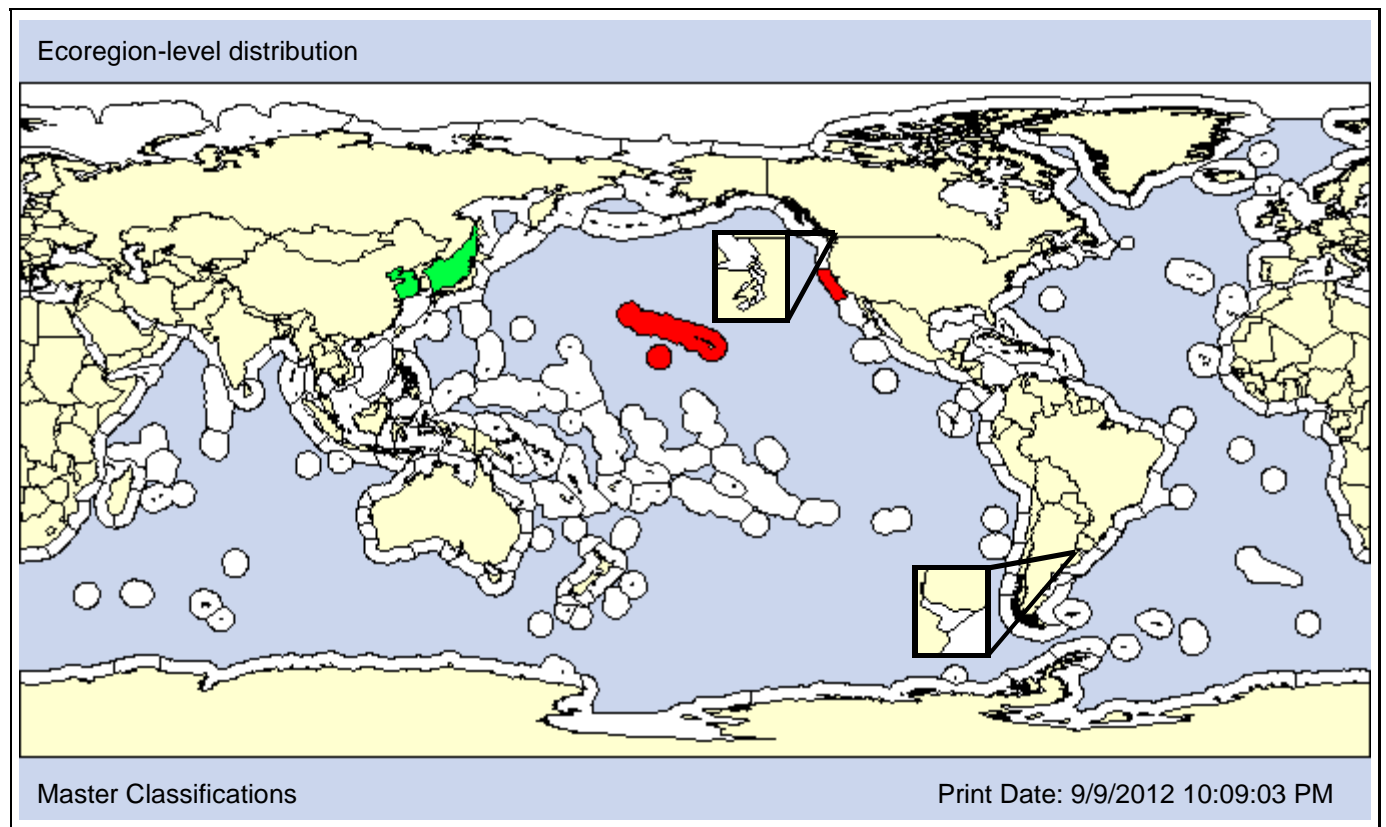 Ecoregion-level distribution
Master Classifications
Print Date: 9/9/2012 10:09:03 PM